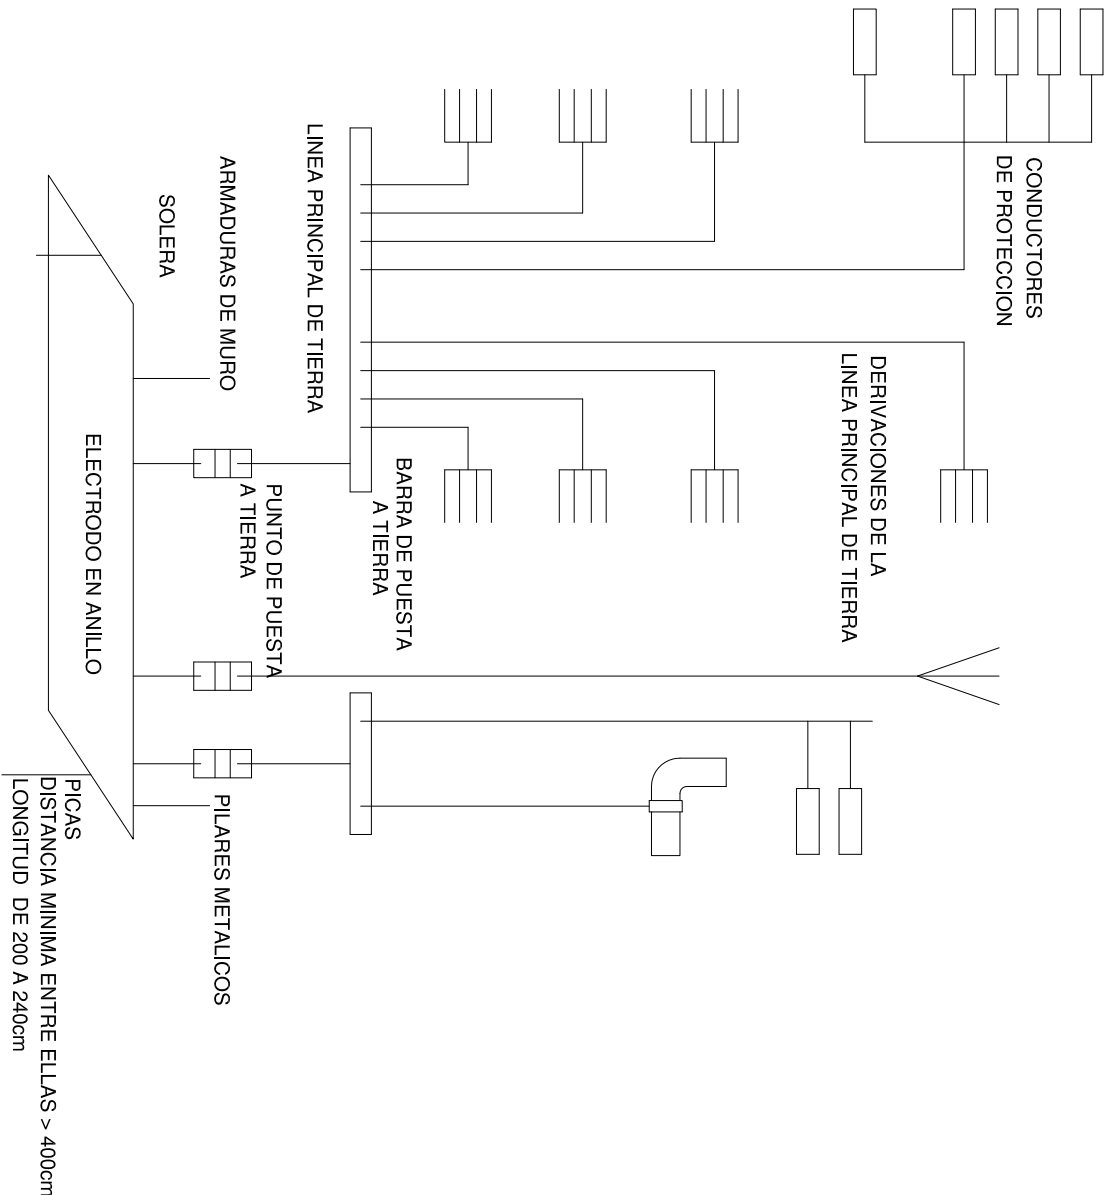 CONDUCTORES
DE PROTECCION
DERIVACIONES DE LA
LINEA PRINCIPAL DE TIERRA
BARRA DE PUESTA
A TIERRA
LINEA PRINCIPAL DE TIERRA
PUNTO DE PUESTA
A TIERRA
ARMADURAS DE MURO
PILARES METALICOS
SOLERA
ELECTRODO EN ANILLO
PICAS
DISTANCIA MINIMA ENTRE ELLAS > 400cm
LONGITUD DE 200 A 240cm